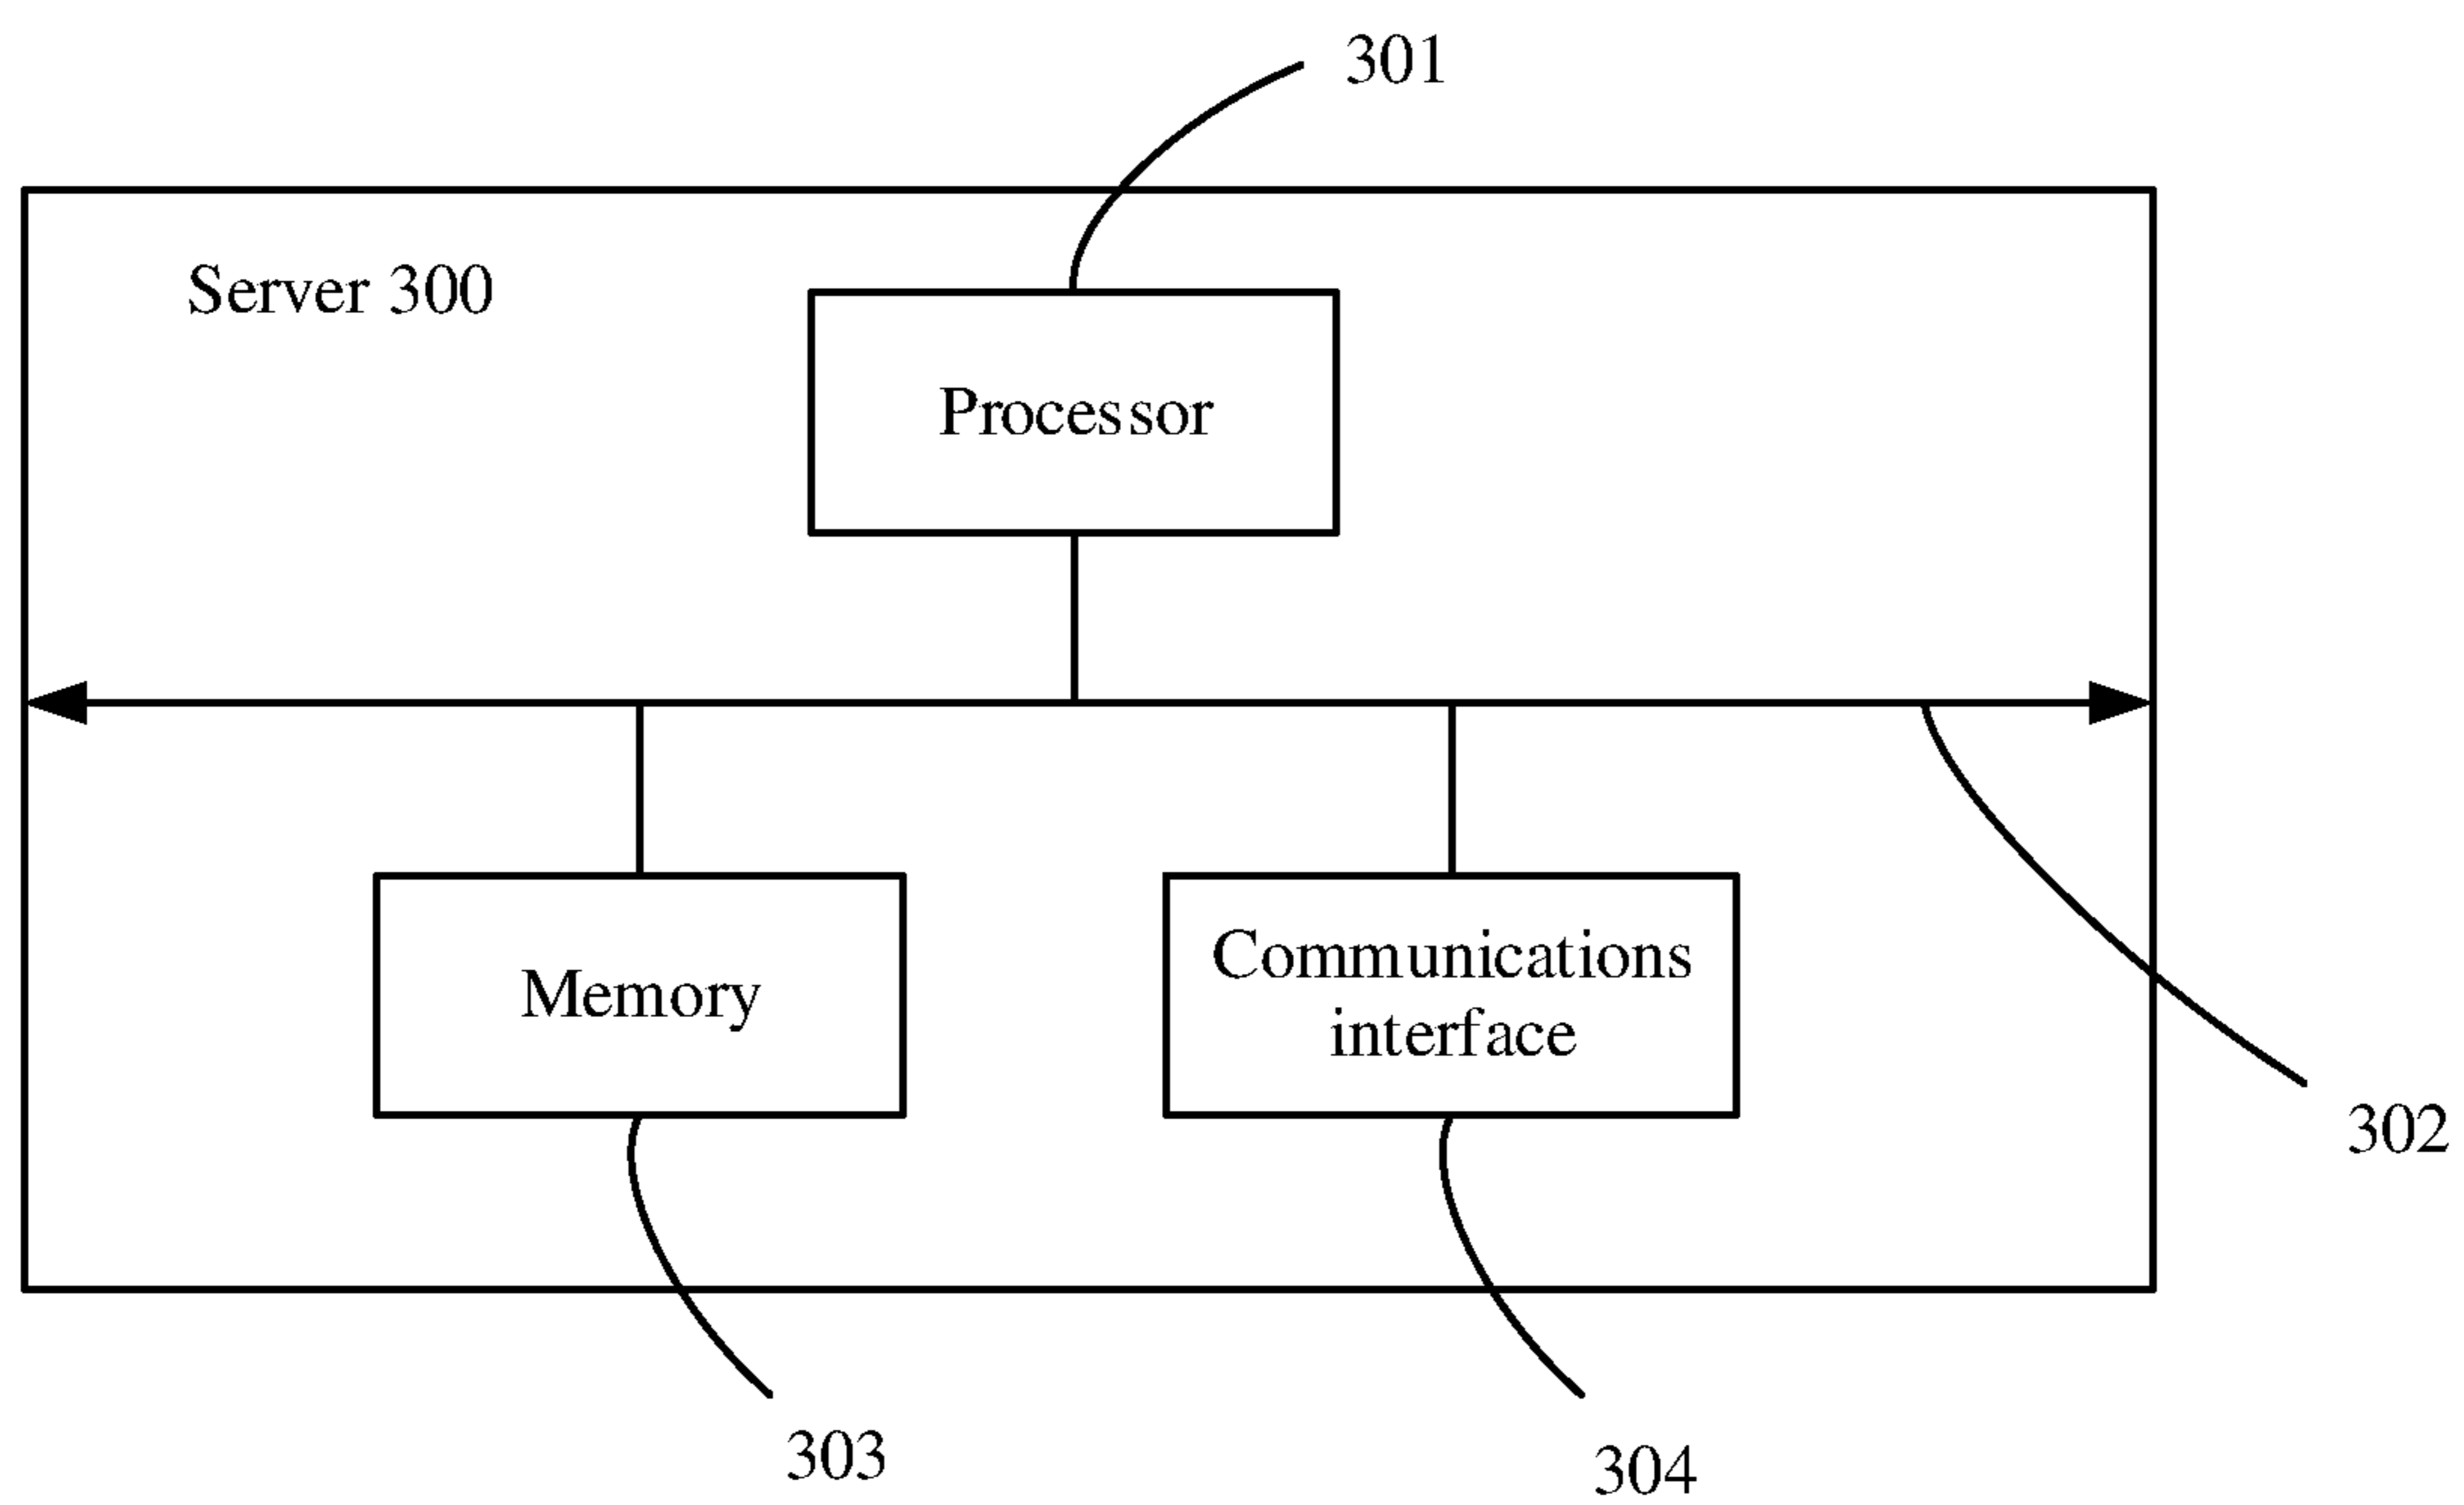 301
Server 300
Processor
Memory
Communications
interface
302
303
304